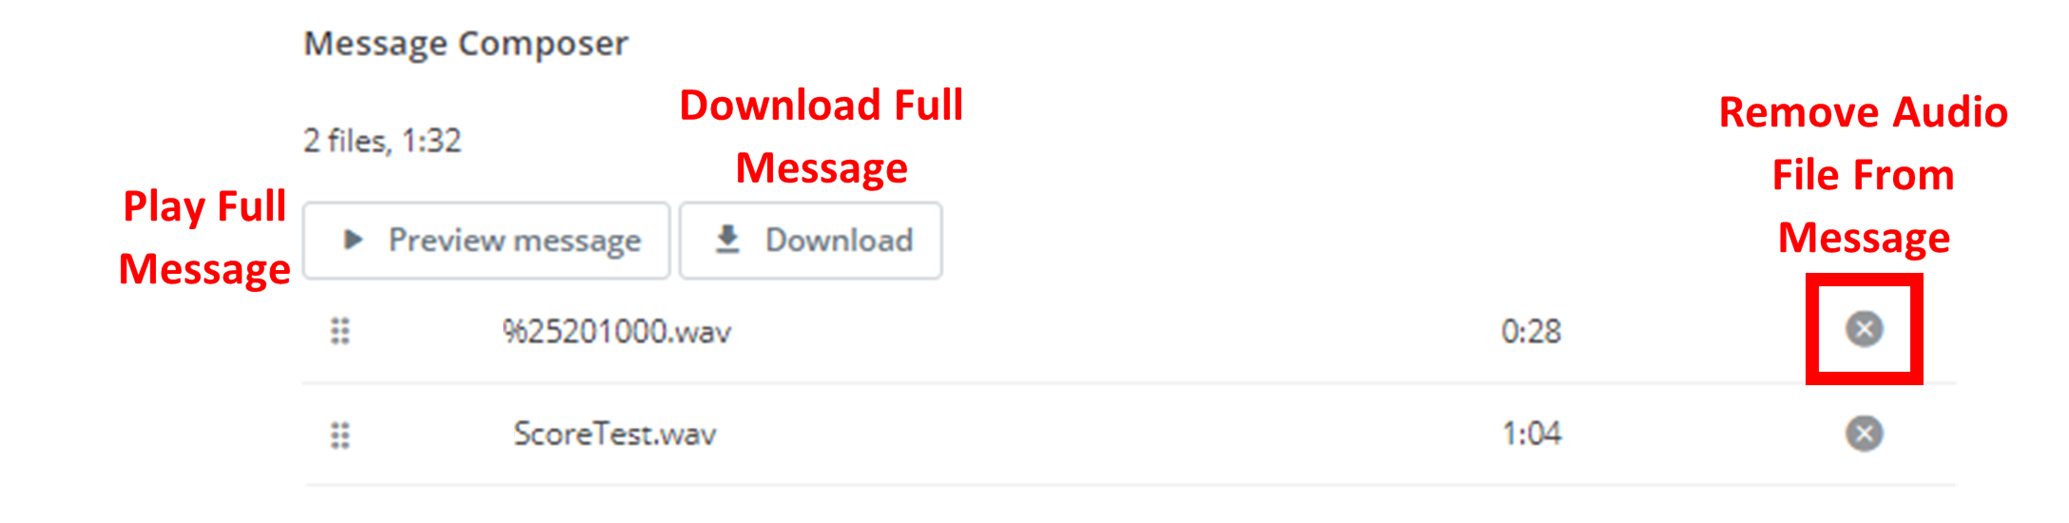 Message Composer
Download Full
Message
Remove Audio
File From
Message
2 files, 1:32
Play Full
Message
Preview message
Download
%25201000.wav 0:28
ScoreTest.wav 1:04